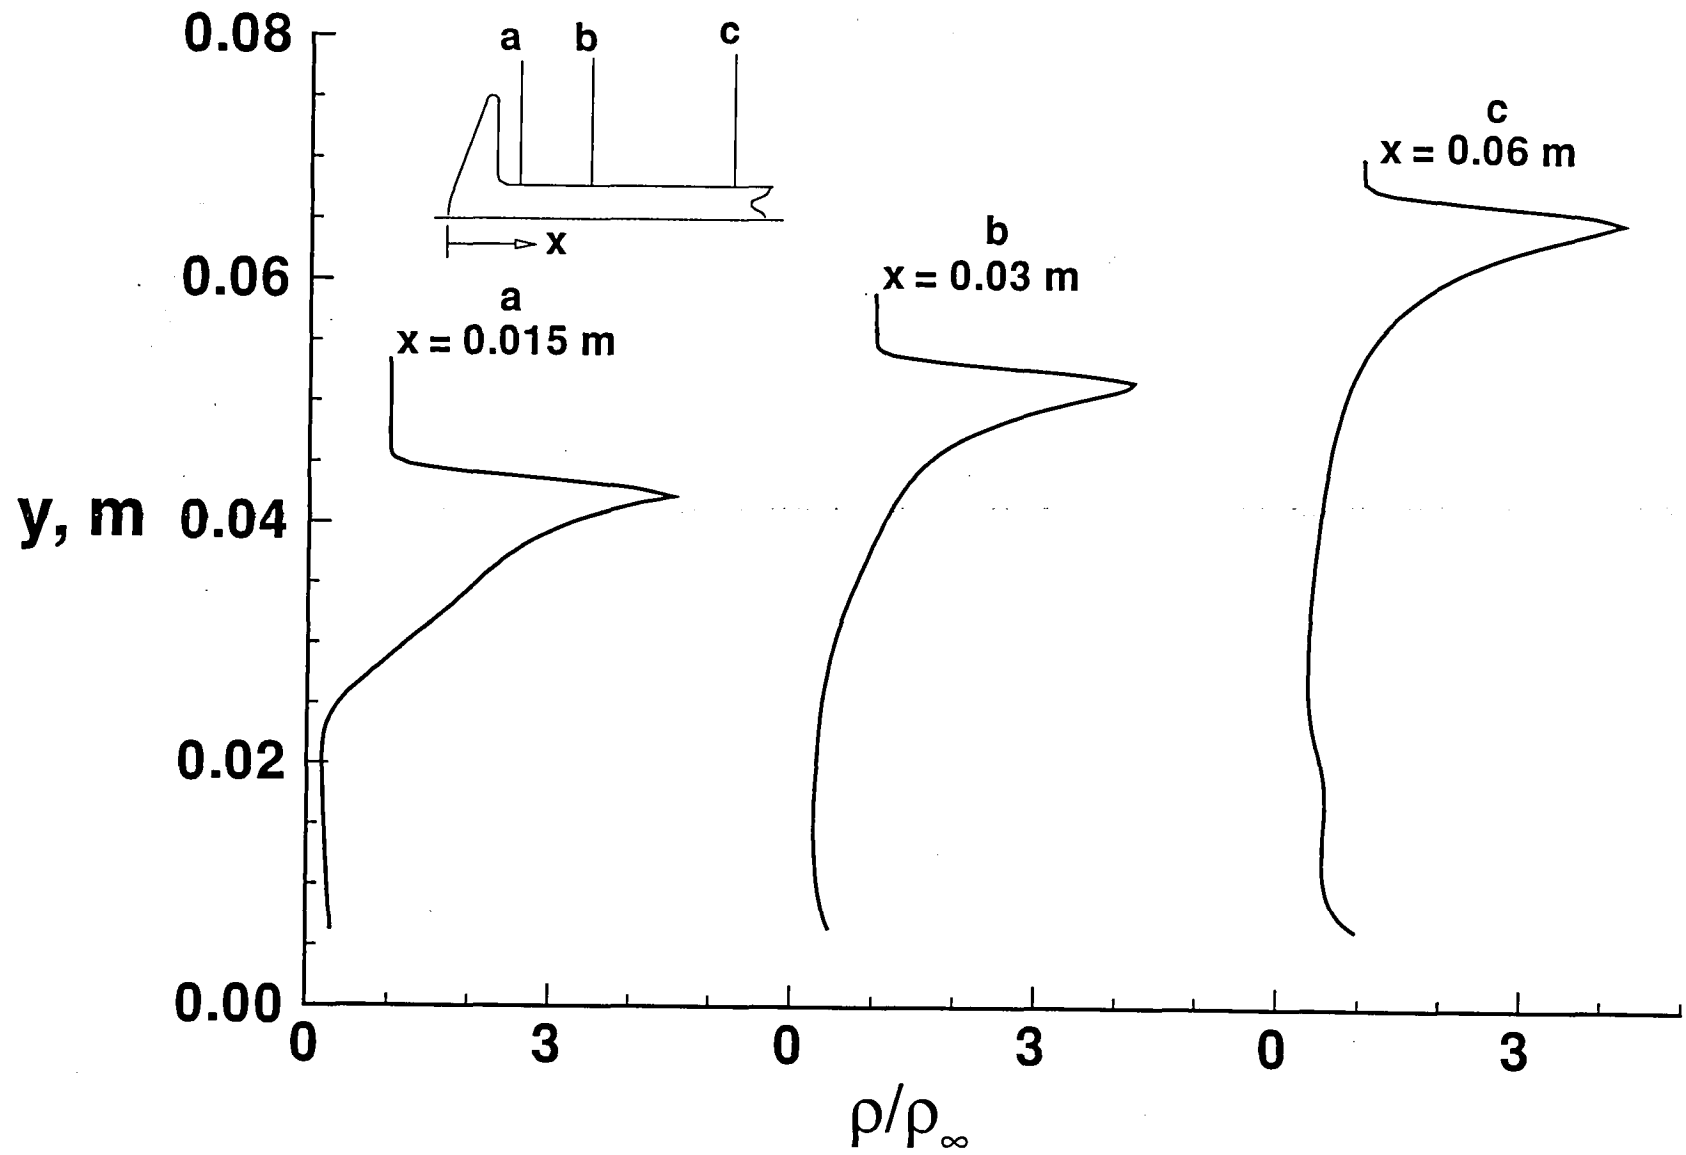 0.08
a b c
x
c
x = 0.06 m
b
x = 0.03 m
0.06
a
x = 0.015 m
y, m 0.04
0.02
0.00
0 3 0 3 0 3
ρ/ρ∞